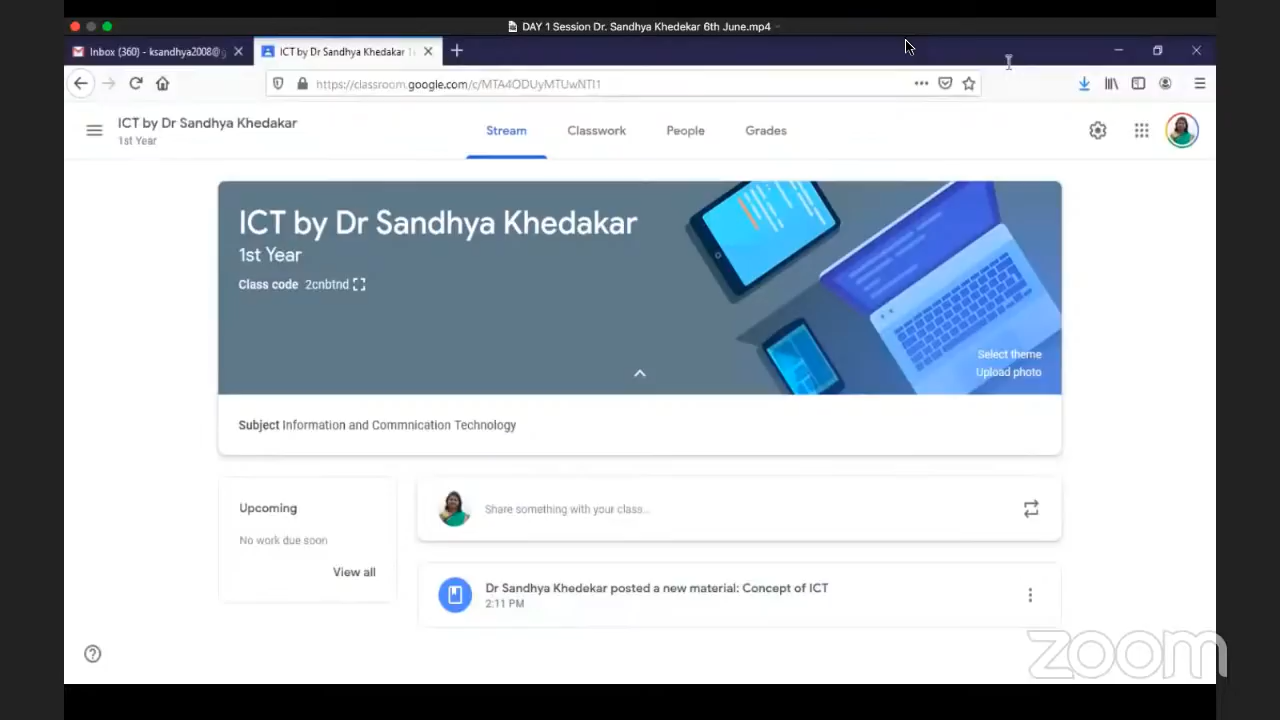 DAY 1 Session Dr. Sandhya Khedekar 6th June.mp4
Inbox (360) - ksandhya2008@
ICT by Dr Sandhya Khedakar
https://classroom.google.com/c/MTA4ODUyMTUwNTI1
ICT by Dr Sandhya Khedakar
1st Year
Stream
Classwork
People
Grades
ICT by Dr Sandhya Khedakar
1st Year
Class code 2cnbtnd
Select theme
Upload photo
Subject Information and Commnication Technology
Upcoming
No work due soon
View all
Share something with your class...
Dr Sandhya Khedekar posted a new material: Concept of ICT
2:11 PM
zoom